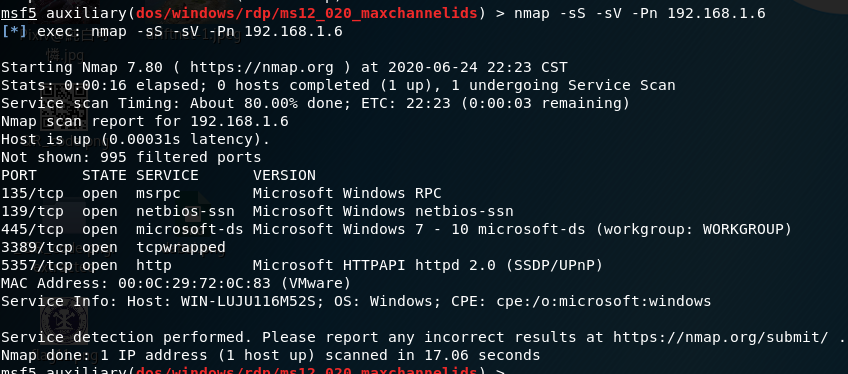 msf5 auxiliary(dos/windows/rdp/ms12_020_maxchannelids) > nmap -sS -sV -Pn 192.168.1.6
[*] exec: nmap -sS -sV -Pn 192.168.1.6
Starting Nmap 7.80 ( https://nmap.org ) at 2020-06-24 22:23 CST
Stats: 0:00:16 elapsed; 0 hosts completed (1 up), 1 undergoing Service Scan
Service scan Timing: About 80.00% done; ETC: 22:23 (0:00:03 remaining)
Nmap scan report for 192.168.1.6
Host is up (0.00031s latency).
Not shown: 995 filtered ports
PORT     STATE SERVICE      VERSION
135/tcp  open  msrpc        Microsoft Windows RPC
139/tcp  open  netbios-ssn  Microsoft Windows netbios-ssn
445/tcp  open  microsoft-ds Microsoft Windows 7 - 10 microsoft-ds (workgroup: WORKGROUP)
3389/tcp open  tcpwrapped
5357/tcp open  http         Microsoft HTTPAPI httpd 2.0 (SSDP/UPnP)
MAC Address: 00:0C:29:72:0C:83 (VMware)
Service Info: Host: WIN-LUJU116M52S; OS: Windows; CPE: cpe:/o:microsoft:windows
Service detection performed. Please report any incorrect results at https://nmap.org/submit/ .
Nmap done: 1 IP address (1 host up) scanned in 17.06 seconds
msf5 auxiliary(dos/windows/rdp/ms12_020_maxchannelids) >